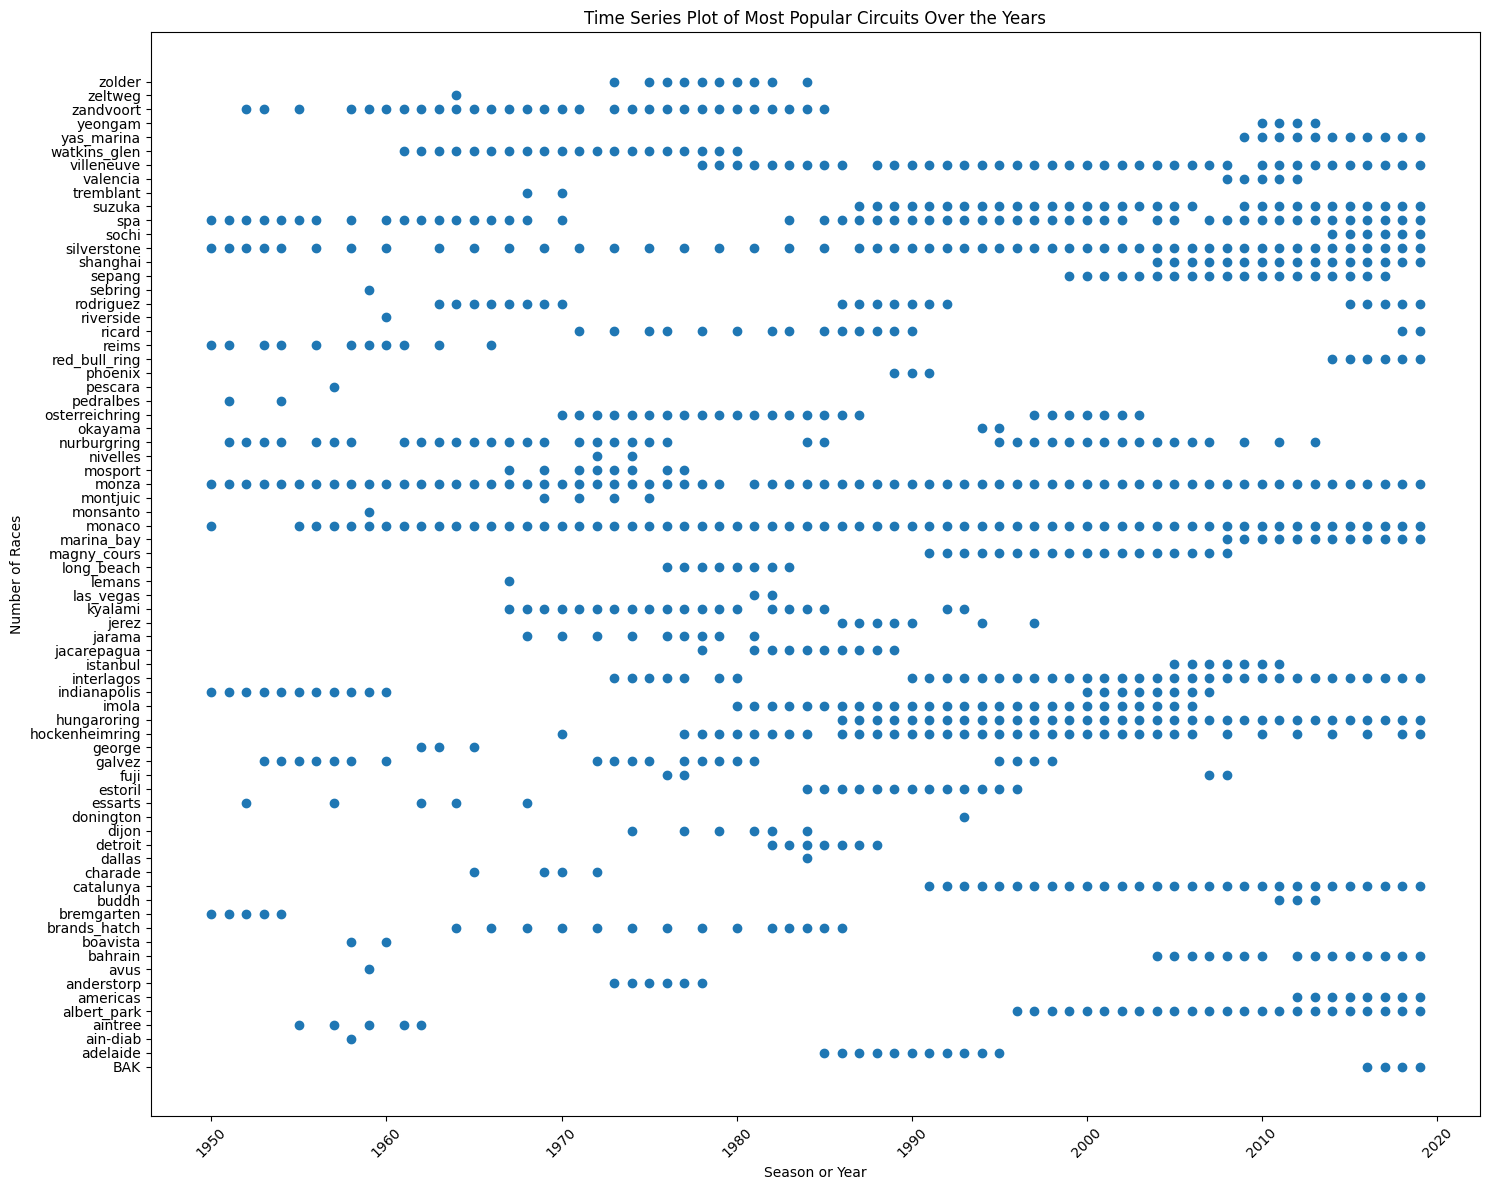 Time Series Plot of Most Popular Circuits Over the Years
zolder
zeltweg
zandvoort
yeongam
yas_marina
watkins_glen
villeneuve
valencia
tremblant
suzuka
spa
sochi
silverstone
shanghai
sepang
sebring
rodriguez
riverside
ricard
reims
red_bull_ring
phoenix
pescara
pedralbes
osterreichring
okayama
nurburgring
nivelles
mosport
monza
montjuic
monsanto
monaco
marina_bay
magny_cours
long_beach
lemans
las_vegas
kyalami
jerez
jarama
jacarepagua
istanbul
interlagos
indianapolis
imola
hungaroring
hockenheimring
george
galvez
fuji
estoril
essarts
donington
dijon
detroit
dallas
charade
catalunya
buddh
bremgarten
brands_hatch
boavista
bahrain
avus
anderstorp
americas
albert_park
aintree
ain-diab
adelaide
BAK
Number of Races
1950 1960 1970 1980 1990 2000 2010 2020
Season or Year